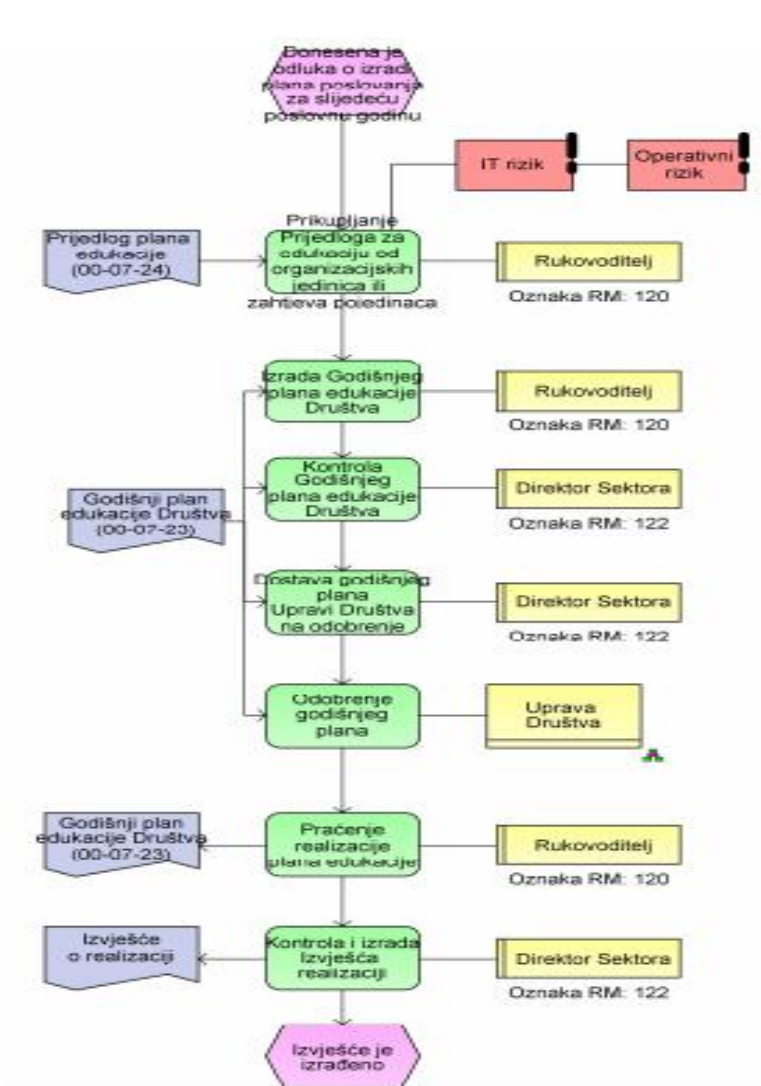 Donesena je
odluka o izradi
plana poslovanja
za slijedeću
poslovnu godinu
IT rizik
Operativni
rizik
Prijedlog plana
edukacije
(00-07-24)
Prikupljanje
Prijedloga za
edukaciju od
organizacijskih
jedinica ili
zahtjeva pojedinaca
Rukovoditelj
Oznaka RM: 120
Izrada Godišnjeg
plana edukacije
Društva
Rukovoditelj
Oznaka RM: 120
Godišnji plan
edukacije Društva
(00-07-23)
Kontrola
Godišnjeg
plana edukacije
Društva
Direktor Sektora
Oznaka RM: 122
Dostava godišnjeg
plana
Upravi Društva
na odobrenje
Direktor Sektora
Oznaka RM: 122
Odobrenje
godišnjeg
plana
Uprava
Društva
Godišnji plan
edukacije Društva
(00-07-23)
Praćenje
realizacije
plana edukacije
Rukovoditelj
Oznaka RM: 120
Izvješće
o realizaciji
Kontrola i izrada
Izvješća
realizaciji
Direktor Sektora
Oznaka RM: 122
Izvješće je
izrađeno